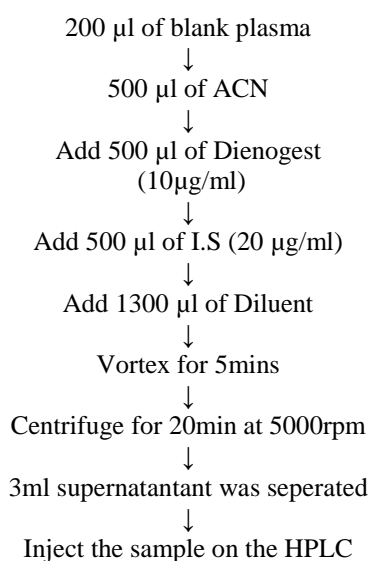 200 µl of blank plasma
↓
500 µl of ACN
↓
Add 500 µl of Dienogest
(10µg/ml)
↓
Add 500 µl of I.S (20 µg/ml)
↓
Add 1300 µl of Diluent
↓
Vortex for 5mins
↓
Centrifuge for 20min at 5000rpm
↓
3ml supernatantant was seperated
↓
Inject the sample on the HPLC